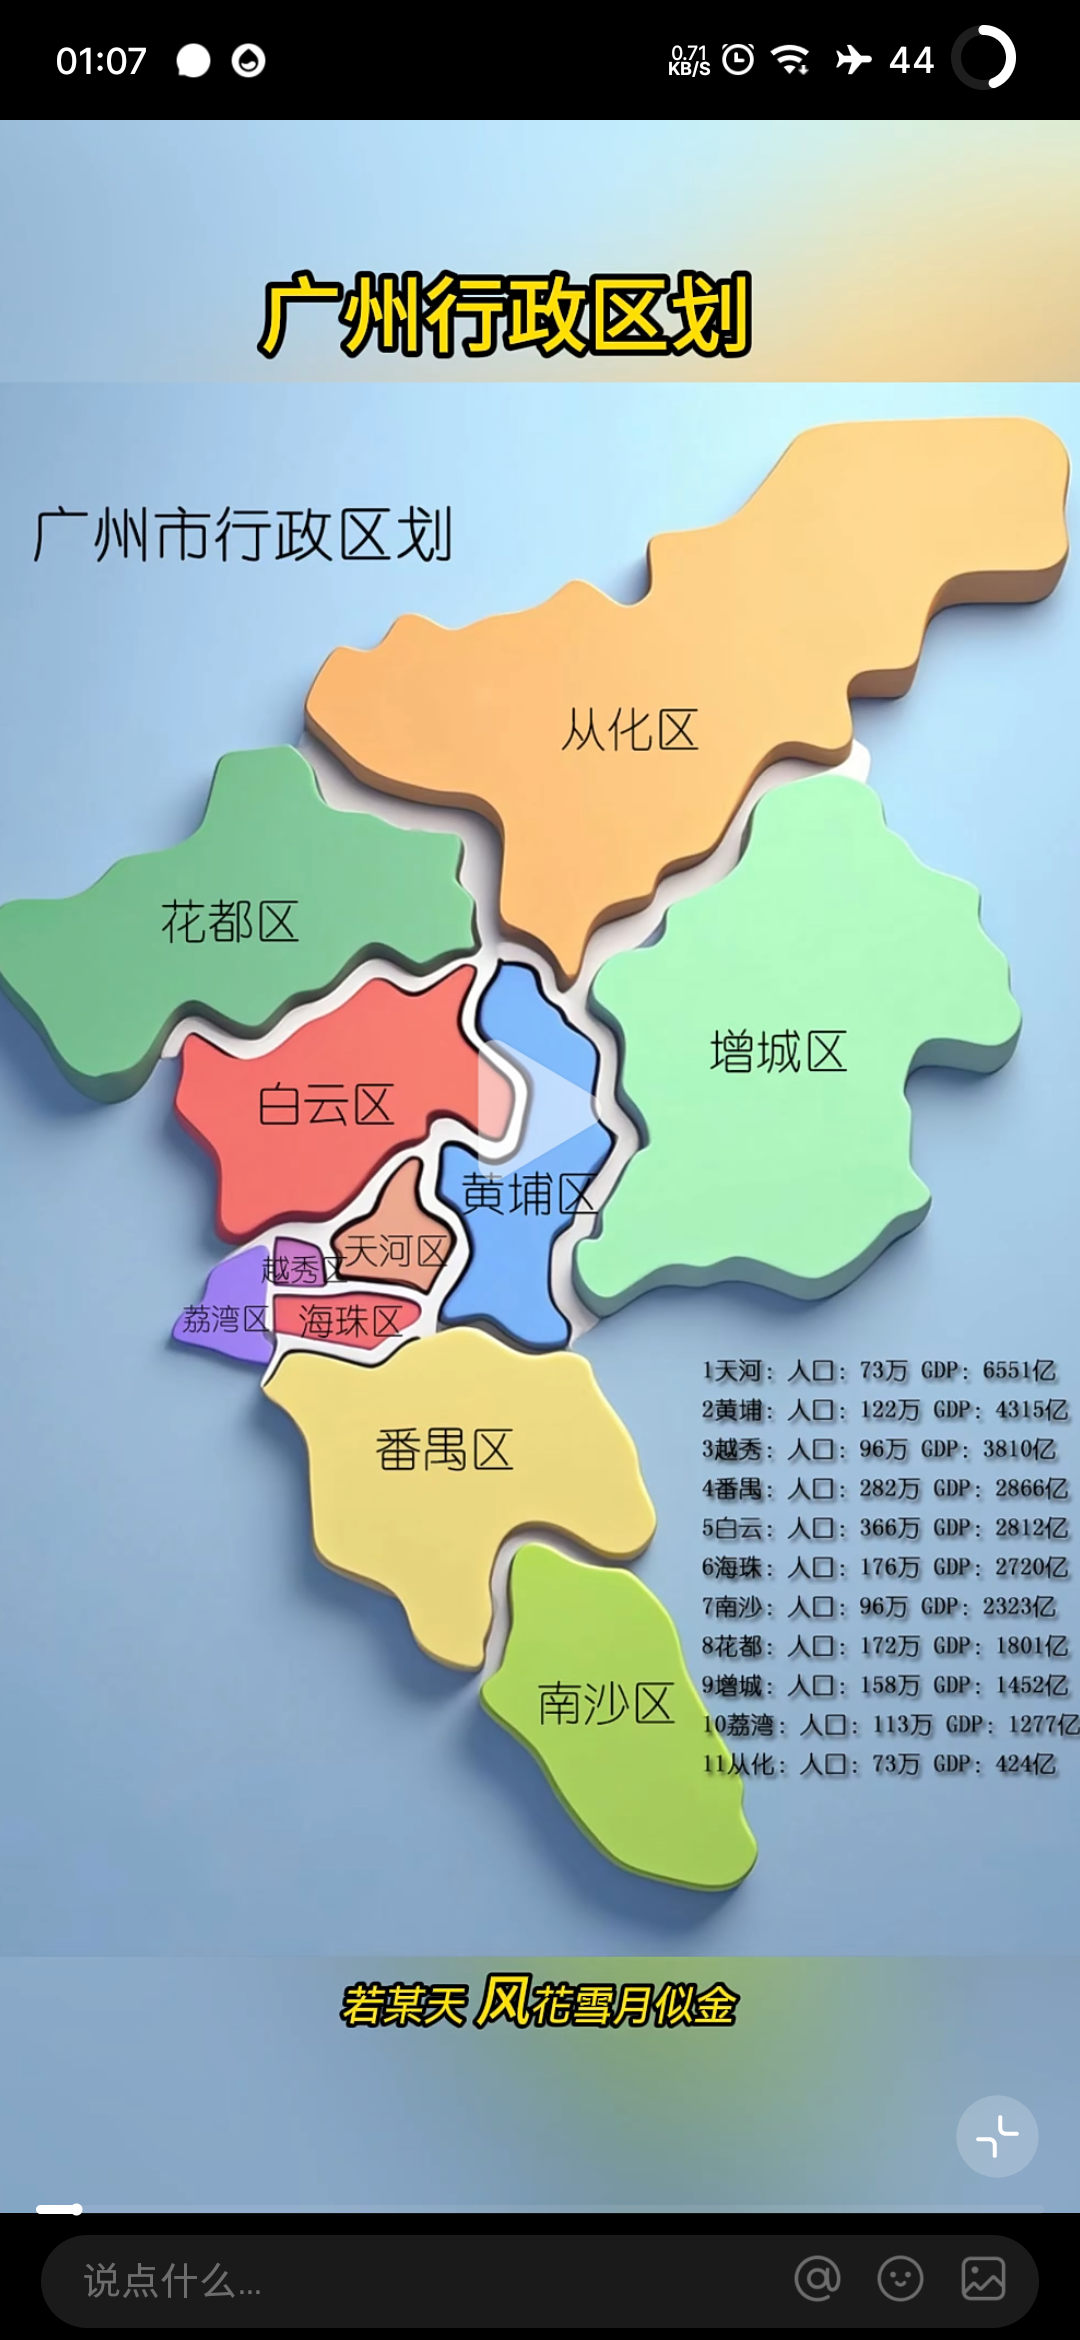 01:07
0.71
KB/S
44
广州行政区划
广州市行政区划
从化区
花都区
增城区
白云区
黄埔区
天河区
越秀区
荔湾区
海珠区
番禺区
南沙区
1天河：人口：73万 GDP：6551亿
2黄埔：人口：122万 GDP：4315亿
3越秀：人口：96万 GDP：3810亿
4番禺：人口：282万 GDP：2866亿
5白云：人口：366万 GDP：2812亿
6海珠：人口：176万 GDP：2720亿
7南沙：人口：96万 GDP：2323亿
8花都：人口：172万 GDP：1801亿
9增城：人口：158万 GDP：1452亿
10荔湾：人口：113万 GDP：1277亿
11从化：人口：73万 GDP：424亿
若某天 风花雪月似金
说点什么...